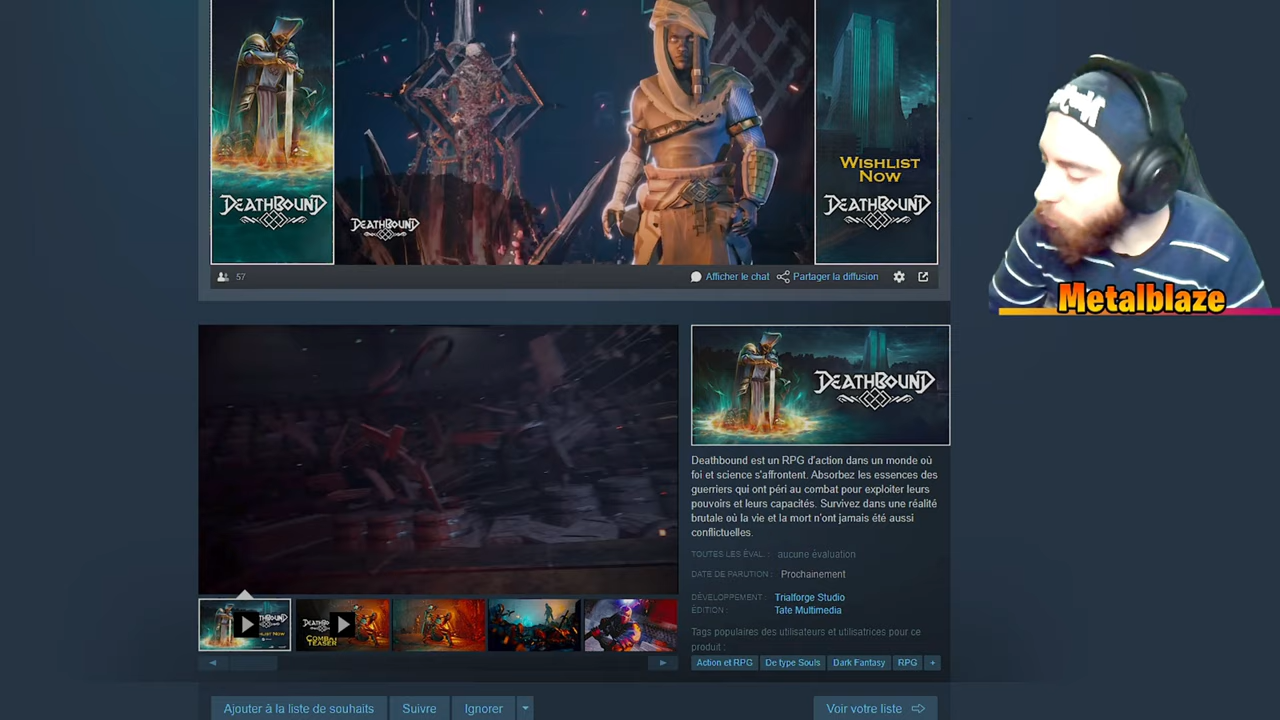 DEATHBOUND
DEATHBOUND
WISHLIST
NOW
DEATHBOUND
57
Afficher le chat
Partager la diffusion
Metalblaze
DEATHBOUND
Deathbound est un RPG d'action dans un monde où
foi et science s'affrontent. Absorbez les essences des
guerriers qui ont péri au combat pour exploiter leurs
pouvoirs et leurs capacités. Survivez dans une réalité
brutale où la vie et la mort n'ont jamais été aussi
conflictuelles.
TOUTES LES ÉVAL. : aucune évaluation
DATE DE PARUTION : Prochainement
DÉVELOPPEMENT : Trialforge Studio
ÉDITION : Tate Multimedia
Tags populaires des utilisateurs et utilisatrices pour ce
produit :
Action et RPG De type Souls Dark Fantasy RPG +
COMBAT
TEASER
Ajouter à la liste de souhaits Suivre Ignorer
Voir votre liste